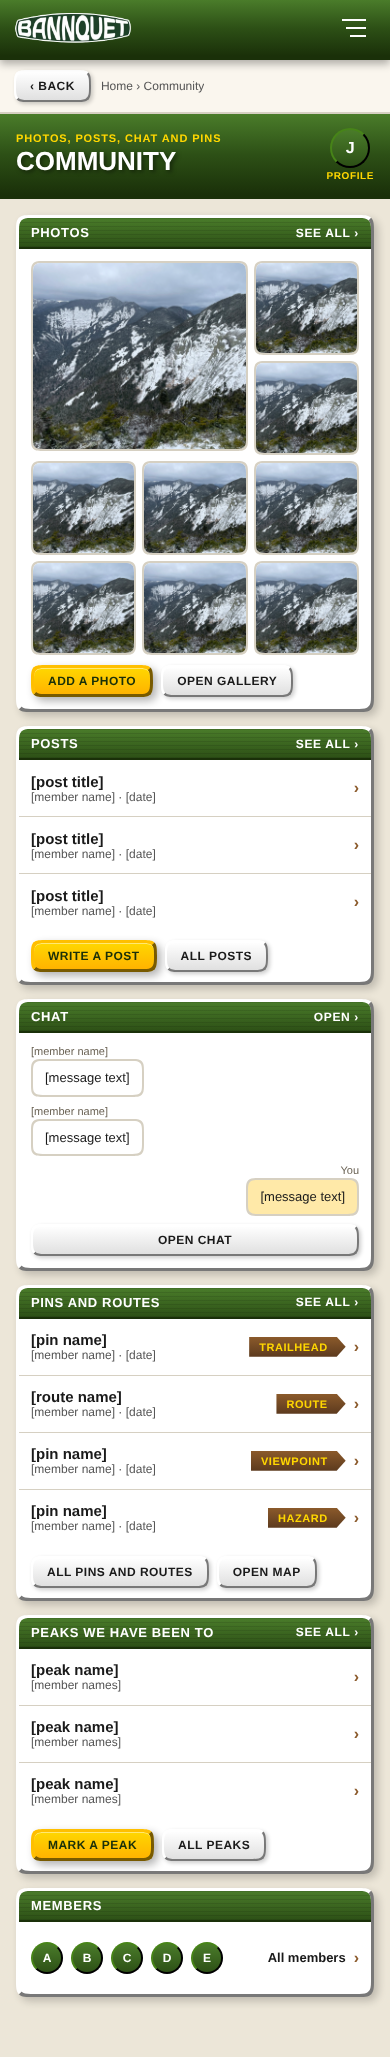 BANNQUET
‹ BACK Home › Community
PHOTOS, POSTS, CHAT AND PINS
COMMUNITY
J
PROFILE
PHOTOS SEE ALL ›
ADD A PHOTO OPEN GALLERY
POSTS SEE ALL ›
[post title]
[member name] · [date] ›
[post title]
[member name] · [date] ›
[post title]
[member name] · [date] ›
WRITE A POST ALL POSTS
CHAT OPEN ›
[member name]
[message text]
[member name]
[message text]
You
[message text]
OPEN CHAT
PINS AND ROUTES SEE ALL ›
[pin name]
[member name] · [date] TRAILHEAD ›
[route name]
[member name] · [date] ROUTE ›
[pin name]
[member name] · [date] VIEWPOINT ›
[pin name]
[member name] · [date] HAZARD ›
ALL PINS AND ROUTES OPEN MAP
PEAKS WE HAVE BEEN TO SEE ALL ›
[peak name]
[member names] ›
[peak name]
[member names] ›
[peak name]
[member names] ›
MARK A PEAK ALL PEAKS
MEMBERS
A B C D E All members ›